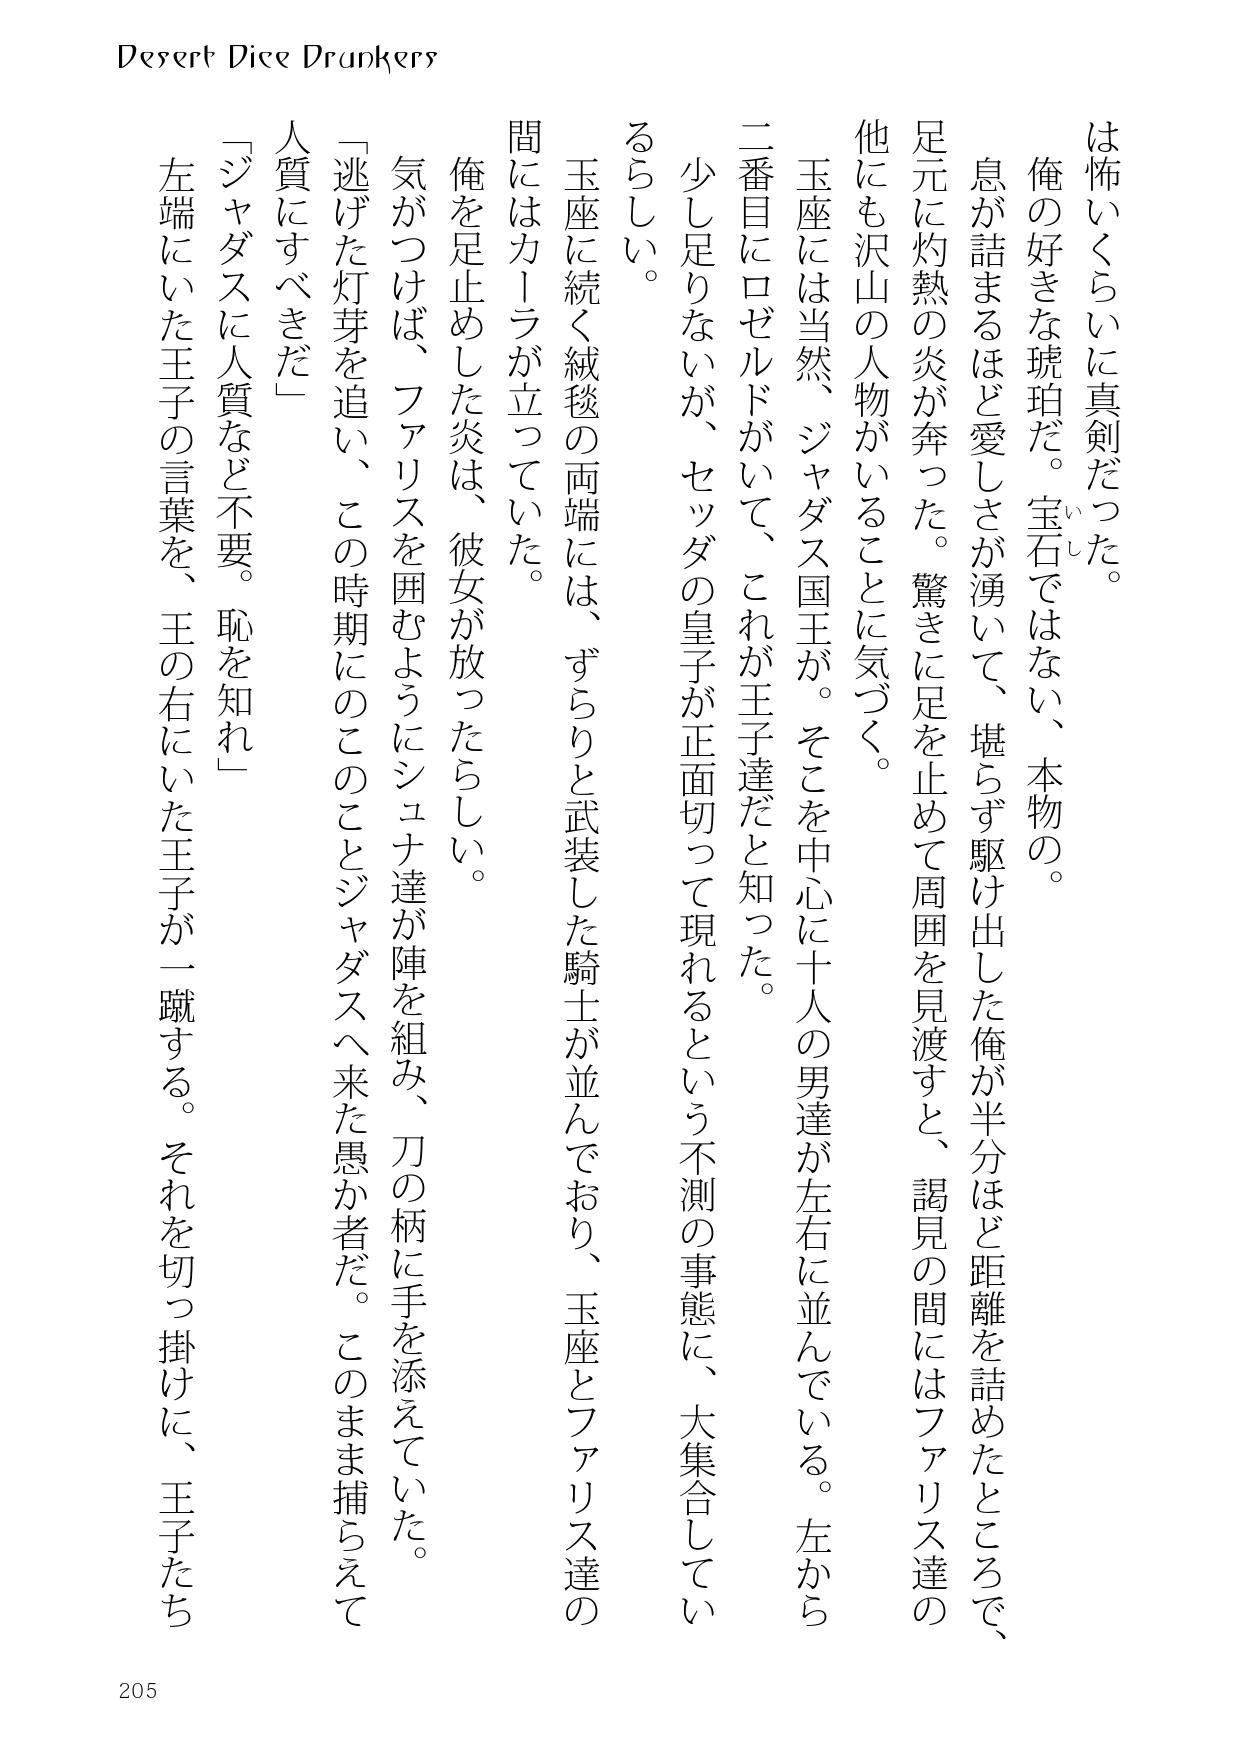 Desert Dice Drunkers
は怖いくらいに真剣だった。
俺の好きな琥珀だ。宝石ではない、本物の。
いし
息が詰まるほど愛しさが湧いて、堪らず駆け出した俺が半分ほど距離を詰めたところで、
足元に灼熱の炎が奔った。驚きに足を止めて周囲を見渡すと、謁見の間にはファリス達の
他にも沢山の人物がいることに気づく。
玉座には当然、ジャダス国王が。そこを中心に十人の男達が左右に並んでいる。左から
二番目にロゼルドがいて、これが王子達だと知った。
少し足りないが、セッダの皇子が正面切って現れるという不測の事態に、大集合してい
るらしい。
玉座に続く絨毯の両端には、ずらりと武装した騎士が並んでおり、玉座とファリス達の
間にはカーラが立っていた。
俺を足止めした炎は、彼女が放ったらしい。
気がつけば、ファリスを囲むようにシュナ達が陣を組み、刀の柄に手を添えていた。
「逃げた灯芽を追い、この時期にのこのことジャダスへ来た愚か者だ。このまま捕らえて
人質にすべきだ」
「ジャダスに人質など不要。恥を知れ」
左端にいた王子の言葉を、王の右にいた王子が一蹴する。それを切っ掛けに、王子たち
205